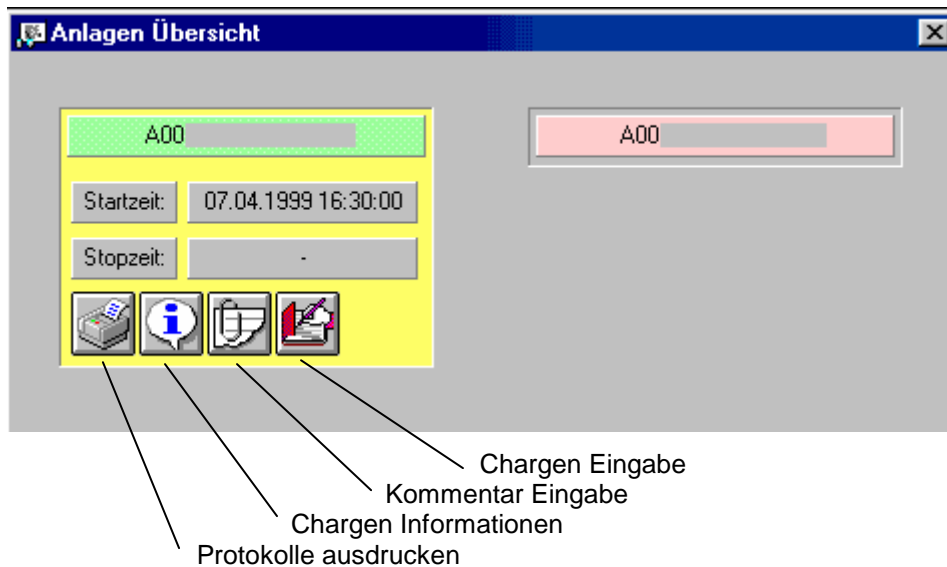 Anlagen Übersicht
A00
A00
Startzeit: 07.04.1999 16:30:00
Stopzeit: -
Chargen Eingabe
Kommentar Eingabe
Chargen Informationen
Protokolle ausdrucken